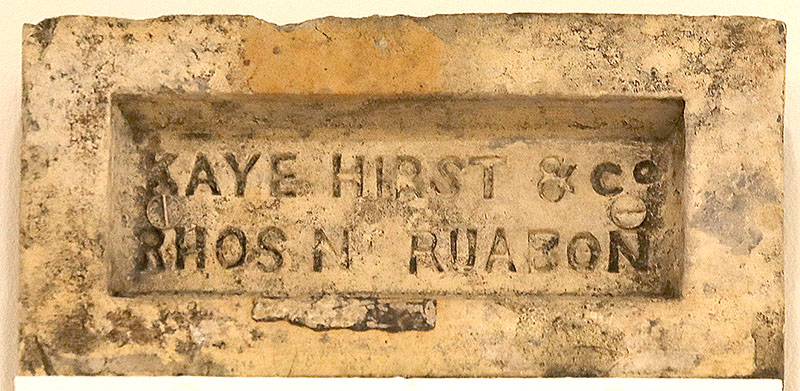 KAYE HIRST & Co
RHOS. Nr RUABON